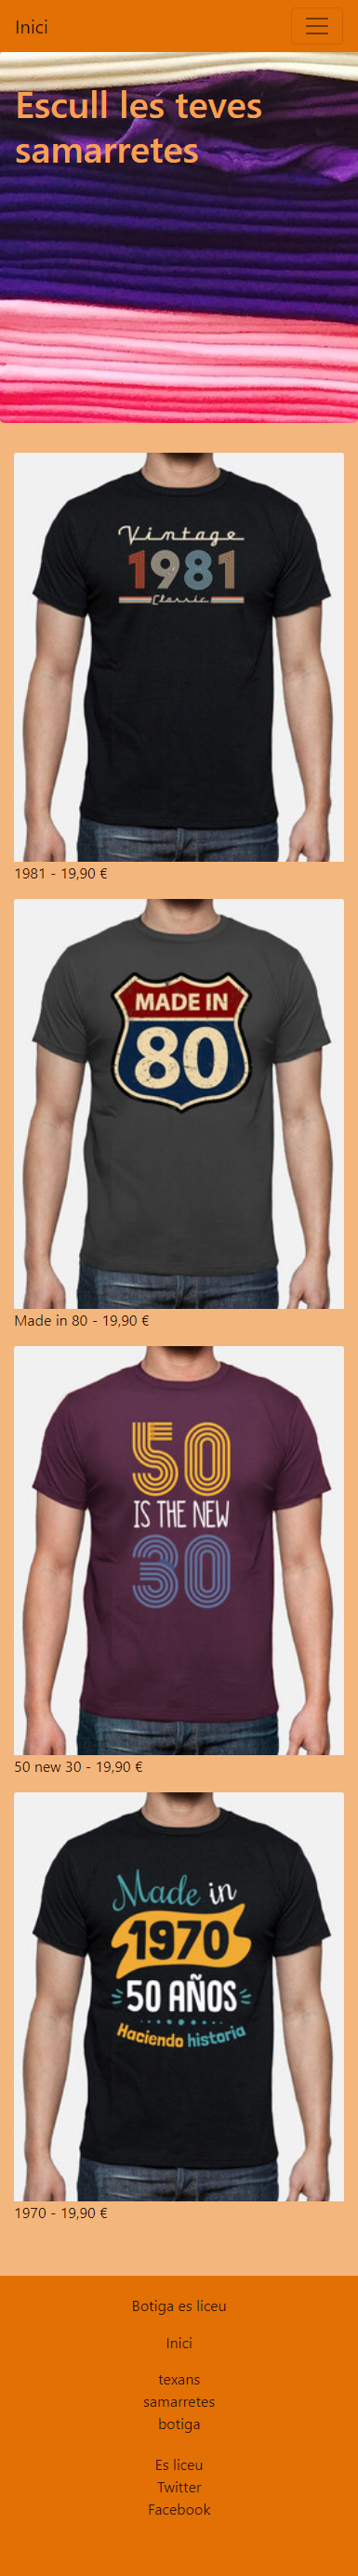 Inici
Escull les teves
samarretes
Vintage
1981
Classic
1981 - 19,90 €
MADE IN
80
Made in 80 - 19,90 €
50
IS THE NEW
30
50 new 30 - 19,90 €
Made in
1970
50 AÑOS
Haciendo historia
1970 - 19,90 €
Botiga es liceu
Inici
texans
samarretes
botiga
Es liceu
Twitter
Facebook